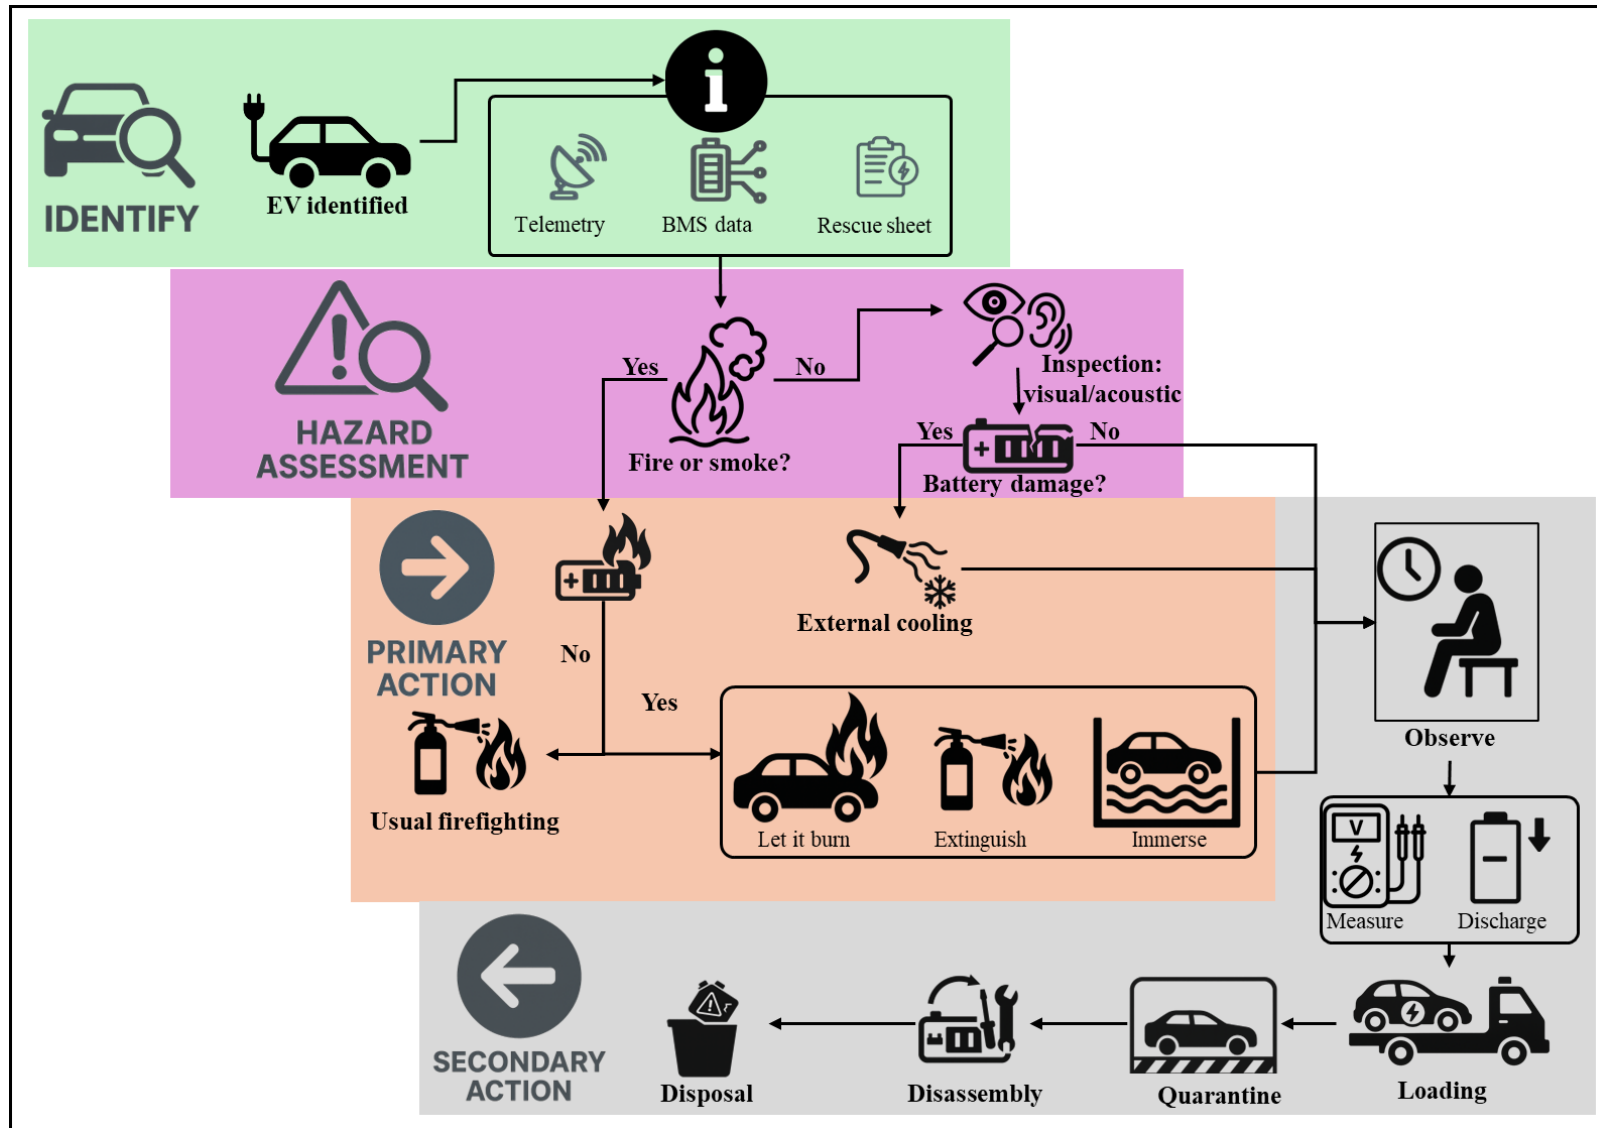 IDENTIFY
EV identified
Telemetry
BMS data
Rescue sheet
HAZARD
ASSESSMENT
Yes
No
Fire or smoke?
Inspection:
visual/acoustic
Yes
No
Battery damage?
PRIMARY
ACTION
No
Yes
External cooling
Usual firefighting
Let it burn
Extinguish
Immerse
Observe
V
Measure
Discharge
SECONDARY
ACTION
Disposal
Disassembly
Quarantine
Loading